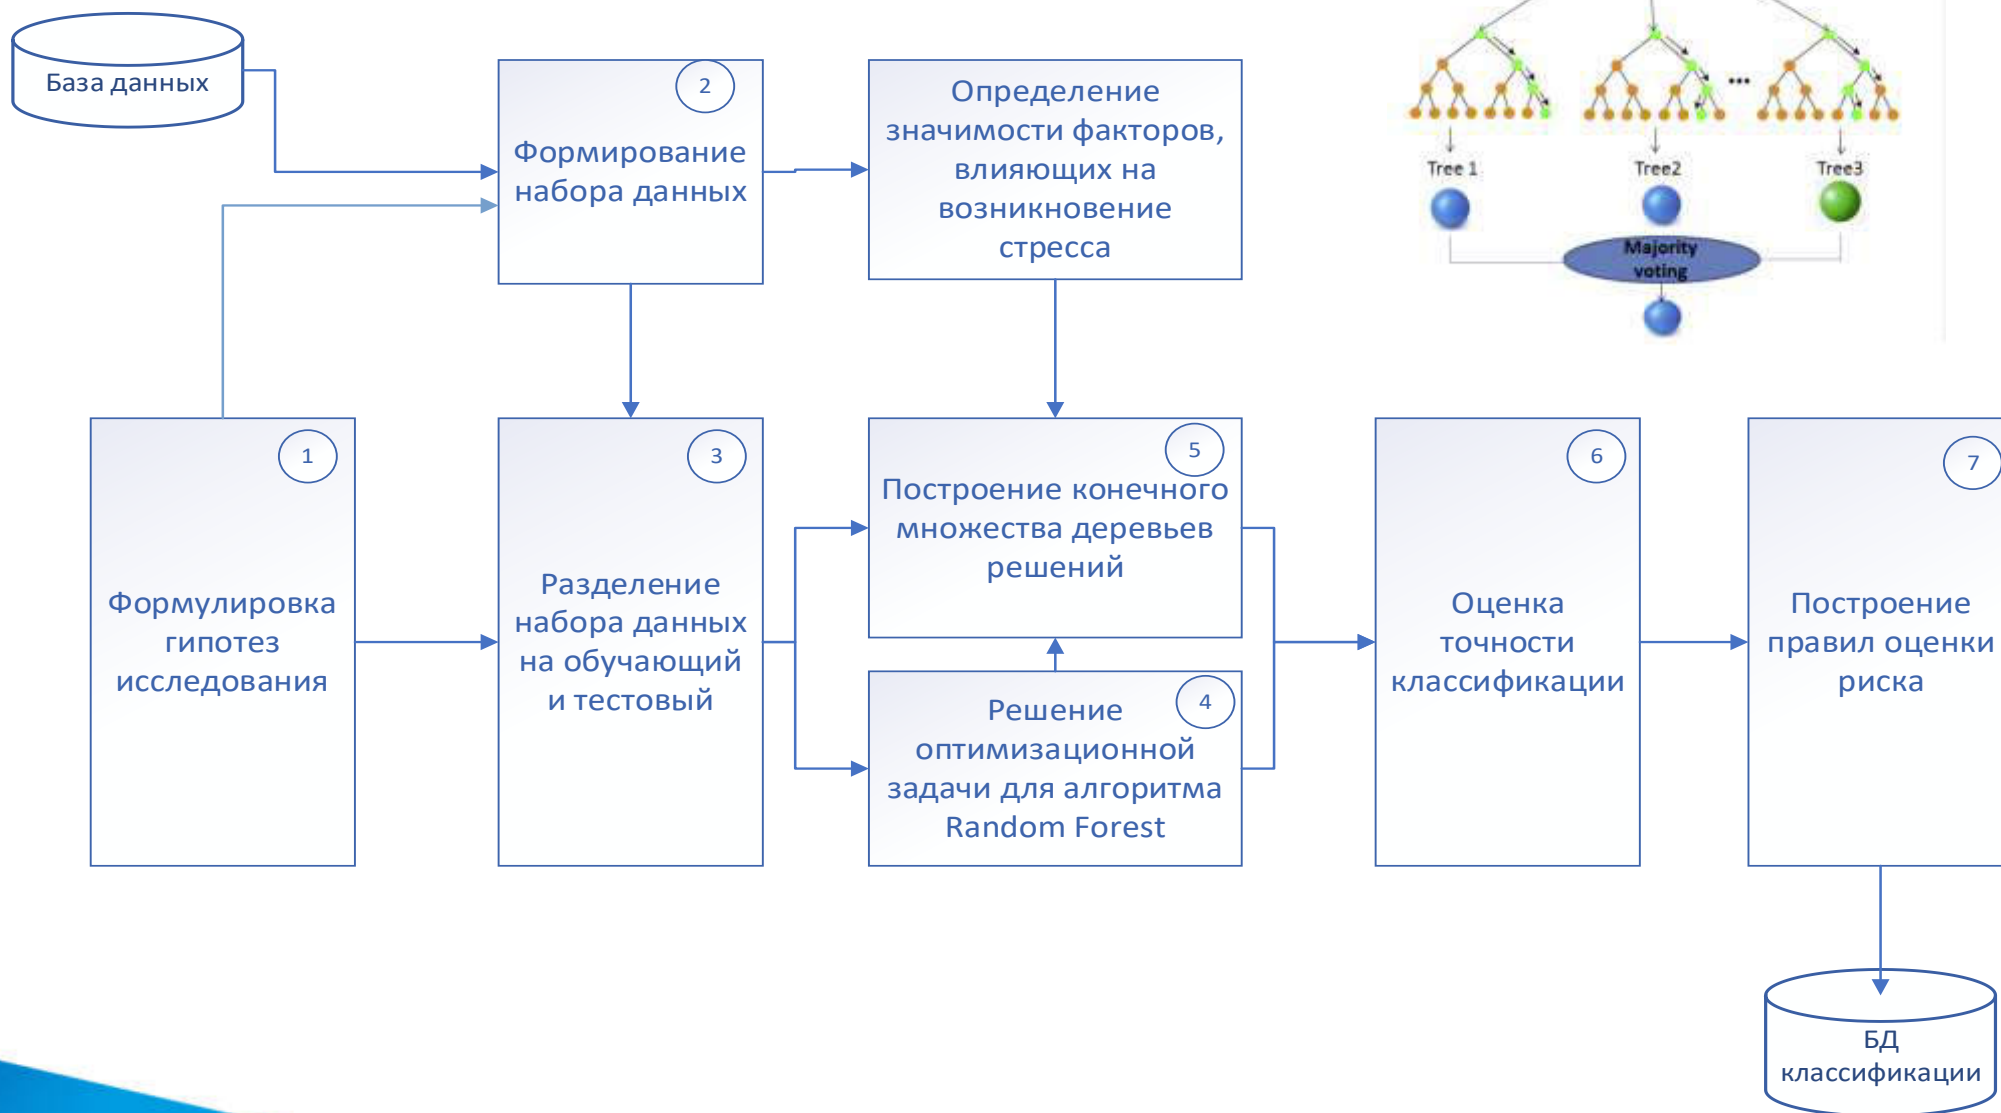 База данных
2
Формирование
набора данных
Определение
значимости факторов,
влияющих на
возникновение
стресса
Tree 1
Tree2
Tree3
Majority
voting
1
Формулировка
гипотез
исследования
3
Разделение
набора данных
на обучающий
и тестовый
5
Построение конечного
множества деревьев
решений
4
Решение
оптимизационной
задачи для алгоритма
Random Forest
6
Оценка
точности
классификации
7
Построение
правил оценки
риска
БД
классификации